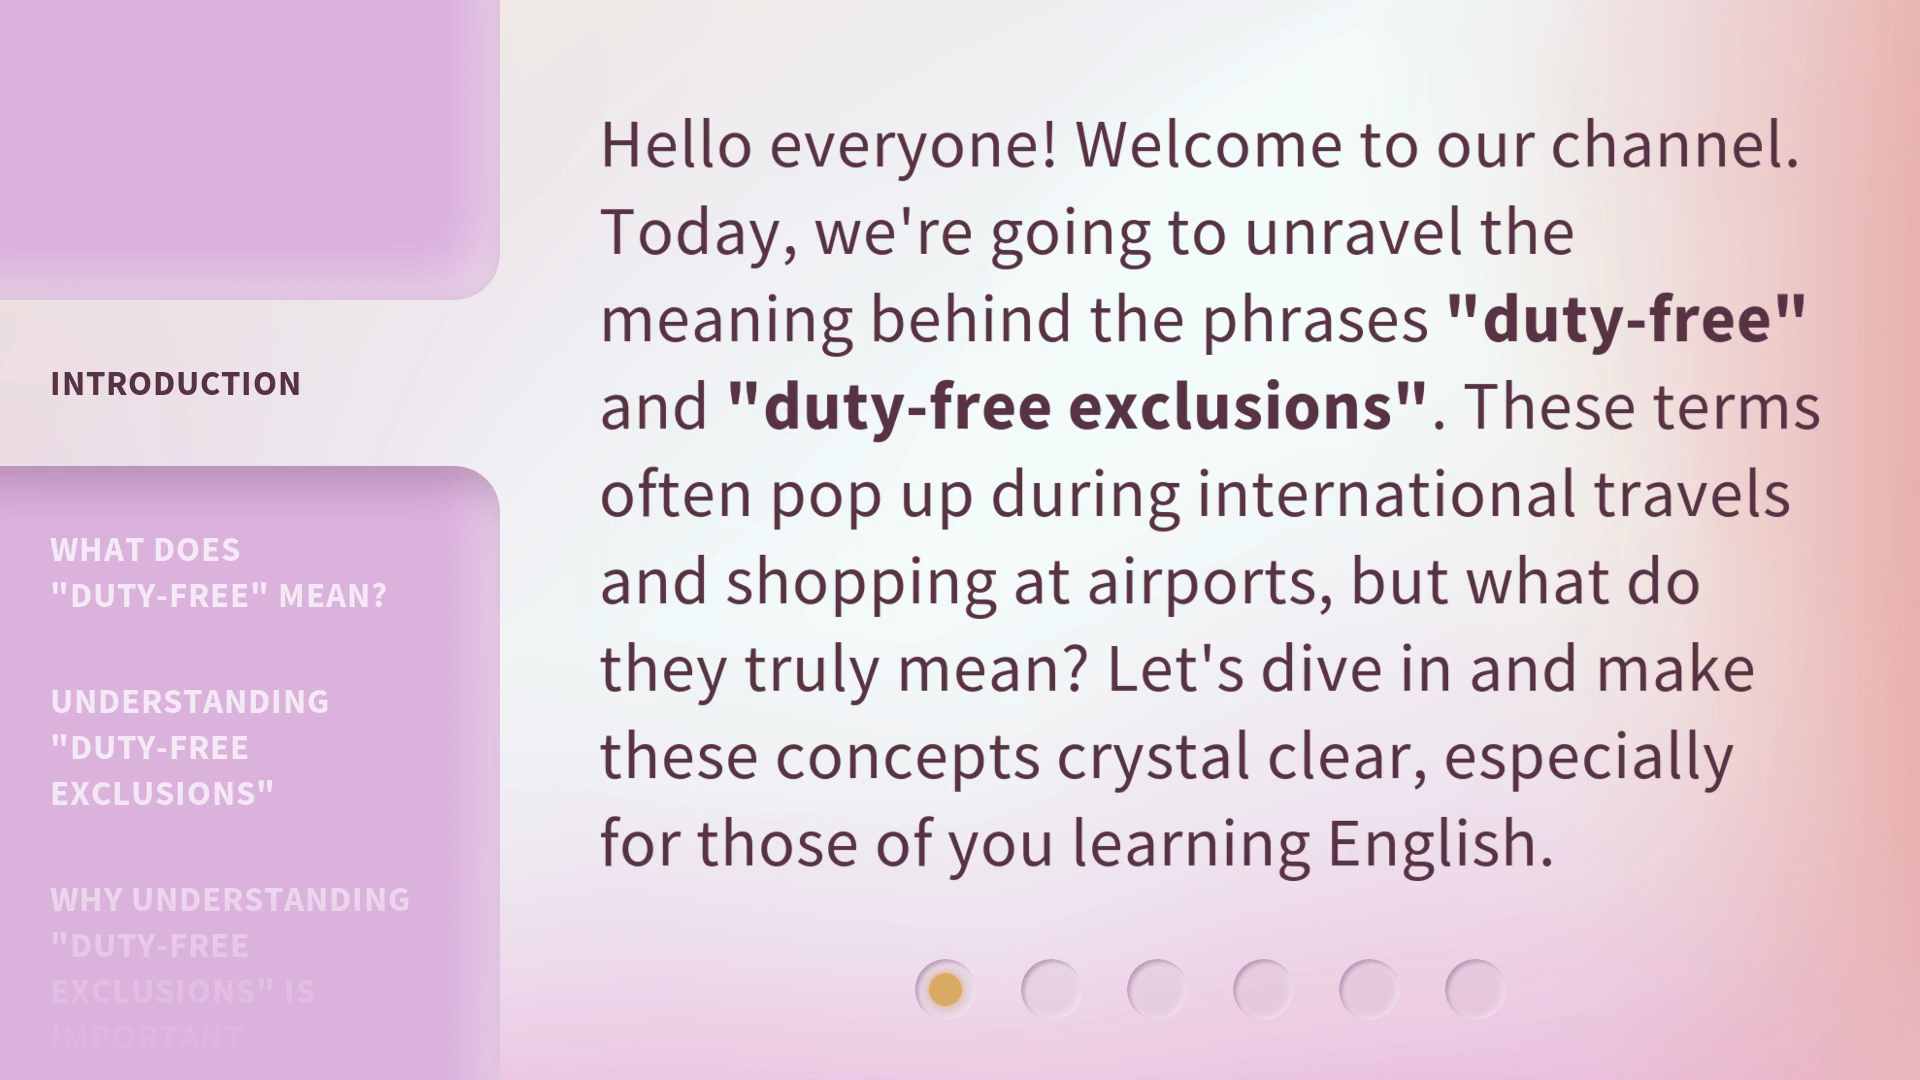 INTRODUCTION
WHAT DOES
"DUTY-FREE" MEAN?
UNDERSTANDING
"DUTY-FREE
EXCLUSIONS"
WHY UNDERSTANDING
"DUTY-FREE
EXCLUSIONS" IS
IMPORTANT
Hello everyone! Welcome to our channel.
Today, we're going to unravel the
meaning behind the phrases "duty-free"
and "duty-free exclusions". These terms
often pop up during international travels
and shopping at airports, but what do
they truly mean? Let's dive in and make
these concepts crystal clear, especially
for those of you learning English.